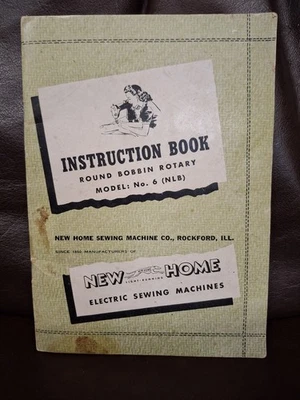 INSTRUCTION BOOK
ROUND BOBBIN ROTARY
MODEL: No. 6 (NLB)
NEW HOME SEWING MACHINE CO., ROCKFORD, ILL.
SINCE 1860 MANUFACTURERS OF
NEW HOME
LIGHT RUNNING
ELECTRIC SEWING MACHINES